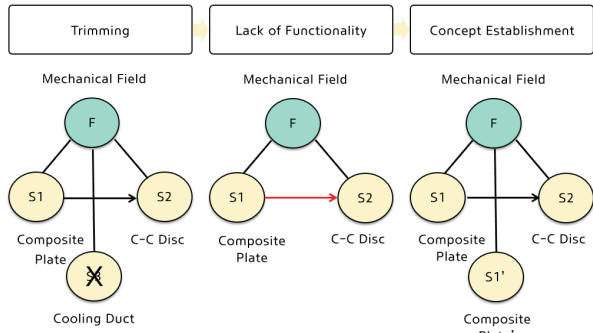 Trimming
Lack of Functionality
Concept Establishment
Mechanical Field
Mechanical Field
Mechanical Field
F
F
F
S1
S2
S1
S2
S1
S2
Composite
Plate
C-C Disc
Composite
Plate
C-C Disc
Composite
Plate
C-C Disc
S1'
Cooling Duct
Composite